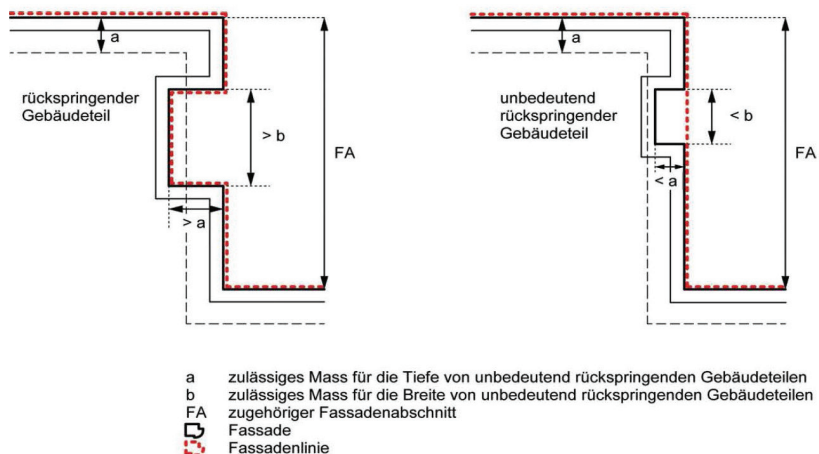 a
rückspringender
Gebäudeteil
> b
FA
> a
a
unbedeutend
rückspringender
Gebäudeteil
< b
FA
< a
a zulässiges Mass für die Tiefe von unbedeutend rückspringenden Gebäudeteilen
b zulässiges Mass für die Breite von unbedeutend rückspringenden Gebäudeteilen
FA zugehöriger Fassadenabschnitt
Fassade
Fassadenlinie